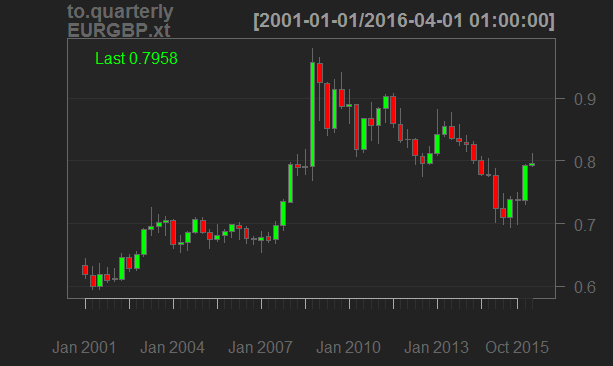 to.quarterly
EURGBP.xt
[2001-01-01/2016-04-01 01:00:00]
Last 0.7958
0.9
0.8
0.7
0.6
Jan 2001 Jan 2004 Jan 2007 Jan 2010 Jan 2013 Oct 2015